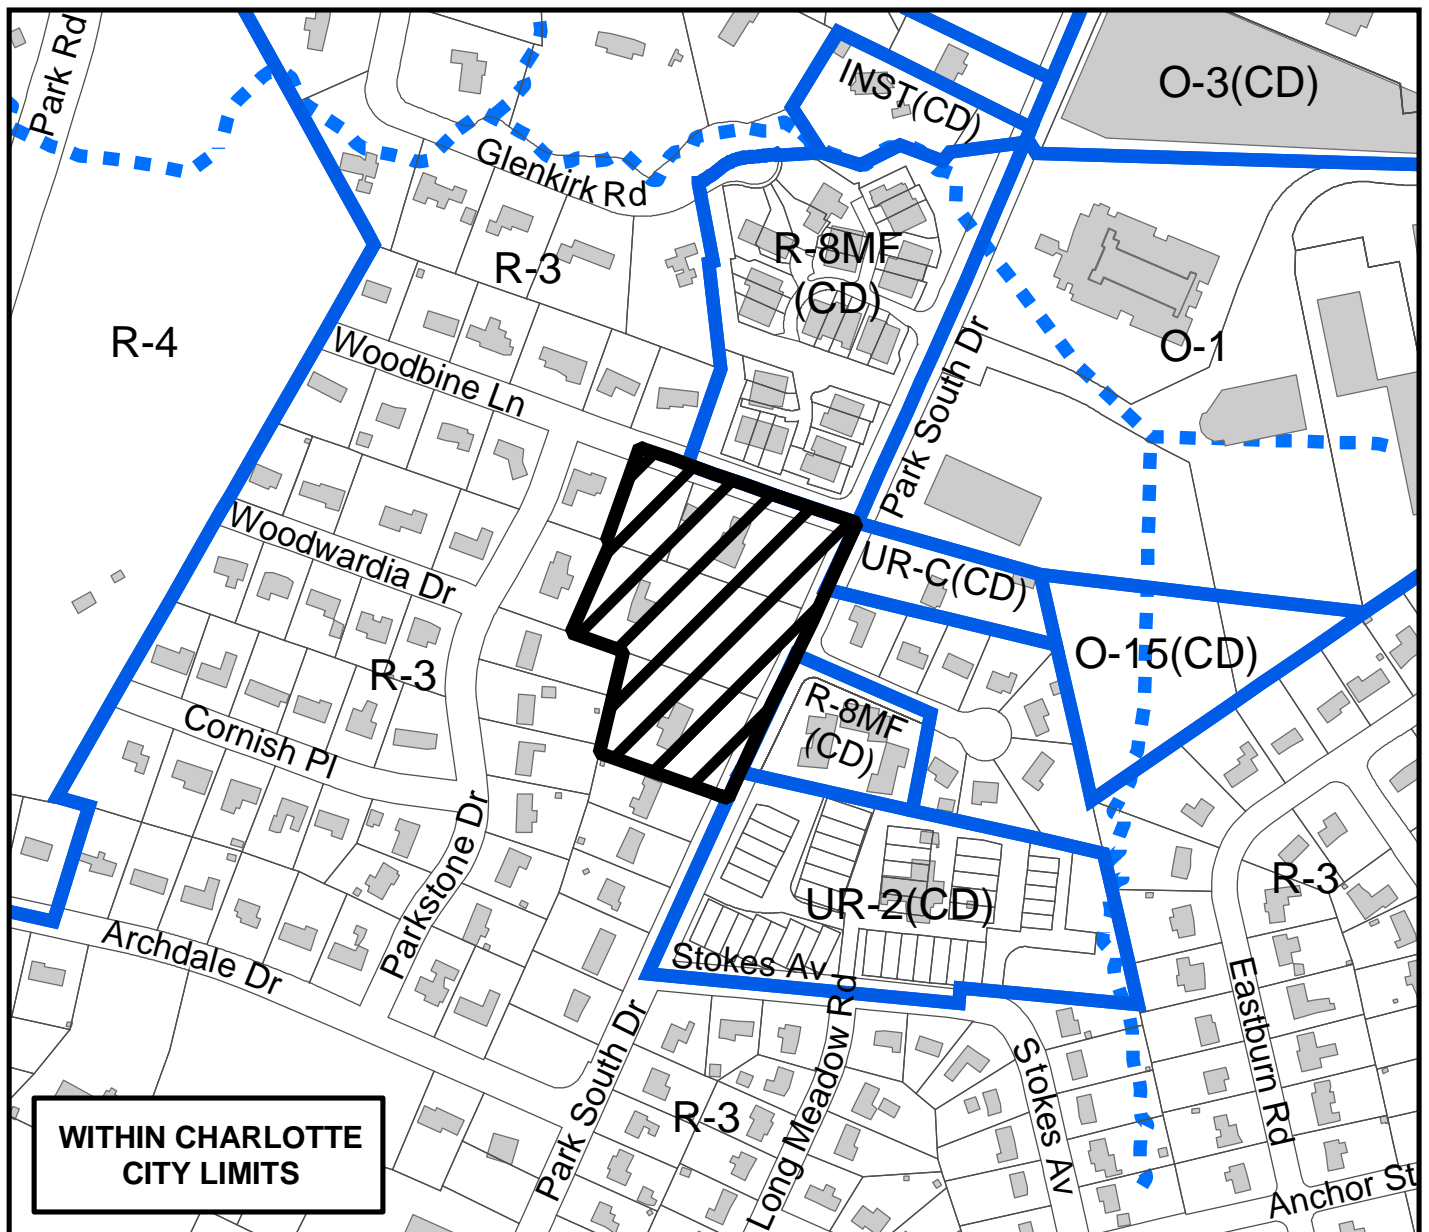 Park Rd
INST(CD)
O-3(CD)
Glenkirk Rd
R-3
R-8MF
(CD)
R-4
Woodbine Ln
Park South Dr
O-1
Woodwardia Dr
UR-C(CD)
O-15(CD)
R-3
R-8MF
(CD)
Cornish Pl
Parkstone Dr
UR-2(CD)
R-3
Archdale Dr
Stokes Av
Park South Dr
Long Meadow Rd
Stokes Av
Eastburn Rd
R-3
Anchor St
WITHIN CHARLOTTE
CITY LIMITS